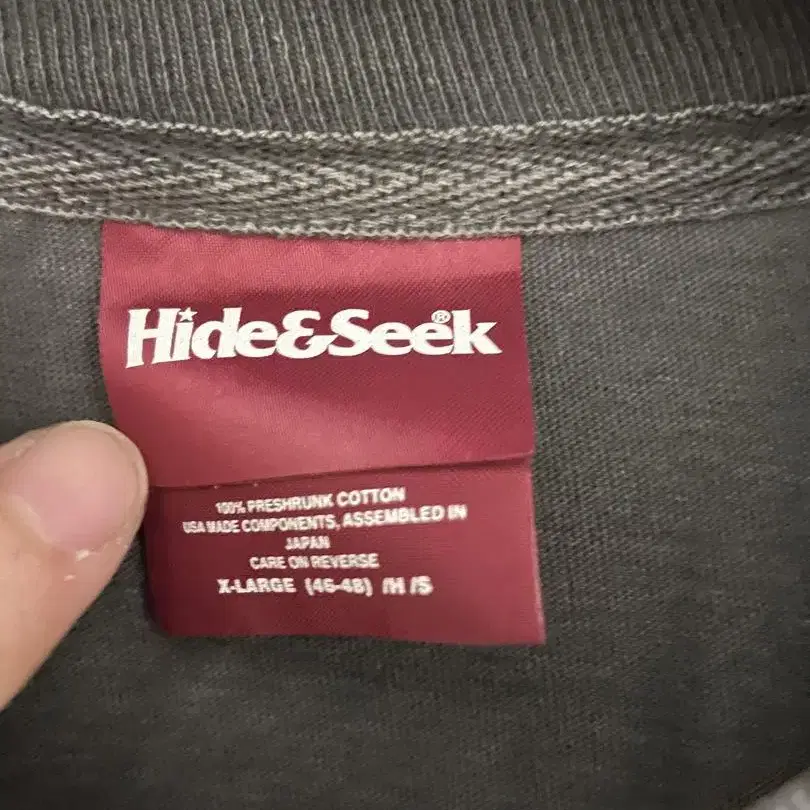 Hide&Seek®
100% PRESHRUNK COTTON
USA MADE COMPONENTS, ASSEMBLED IN
JAPAN
CARE ON REVERSE
X-LARGE (46-48) /H /S